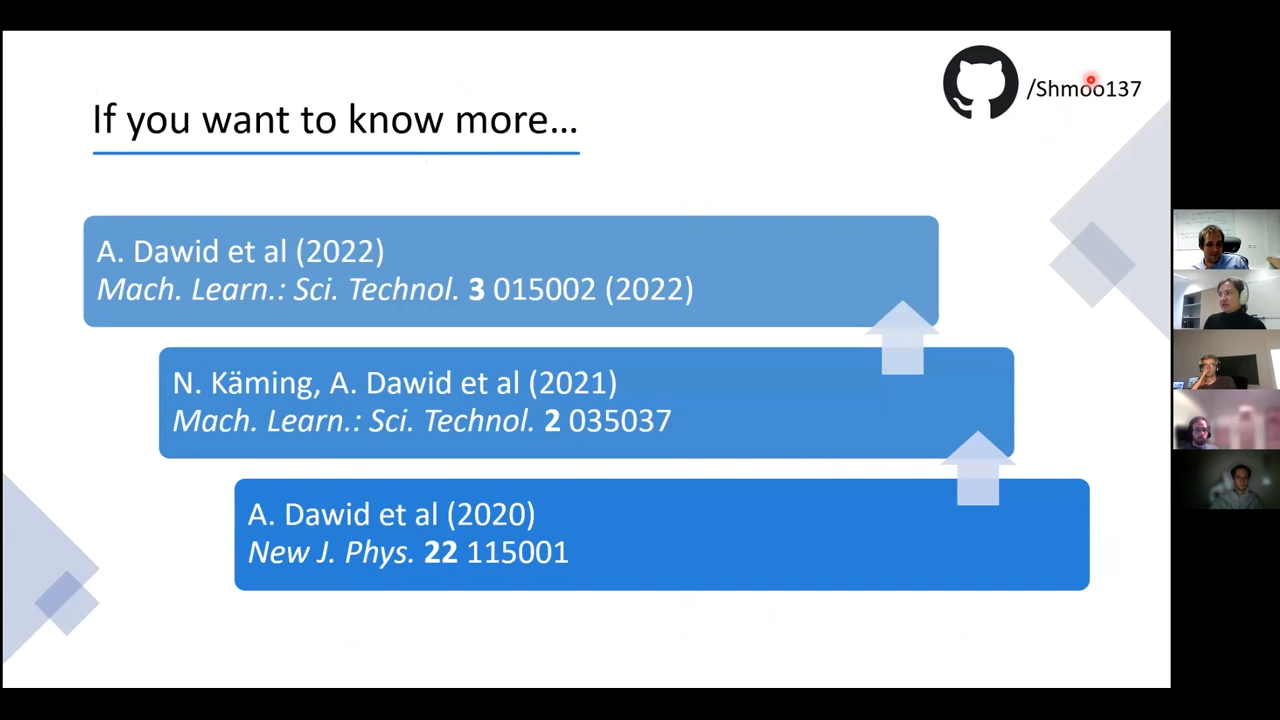 /Shmoo137
If you want to know more...
A. Dawid et al (2022)
Mach. Learn.: Sci. Technol. 3 015002 (2022)
N. Käming, A. Dawid et al (2021)
Mach. Learn.: Sci. Technol. 2 035037
A. Dawid et al (2020)
New J. Phys. 22 115001